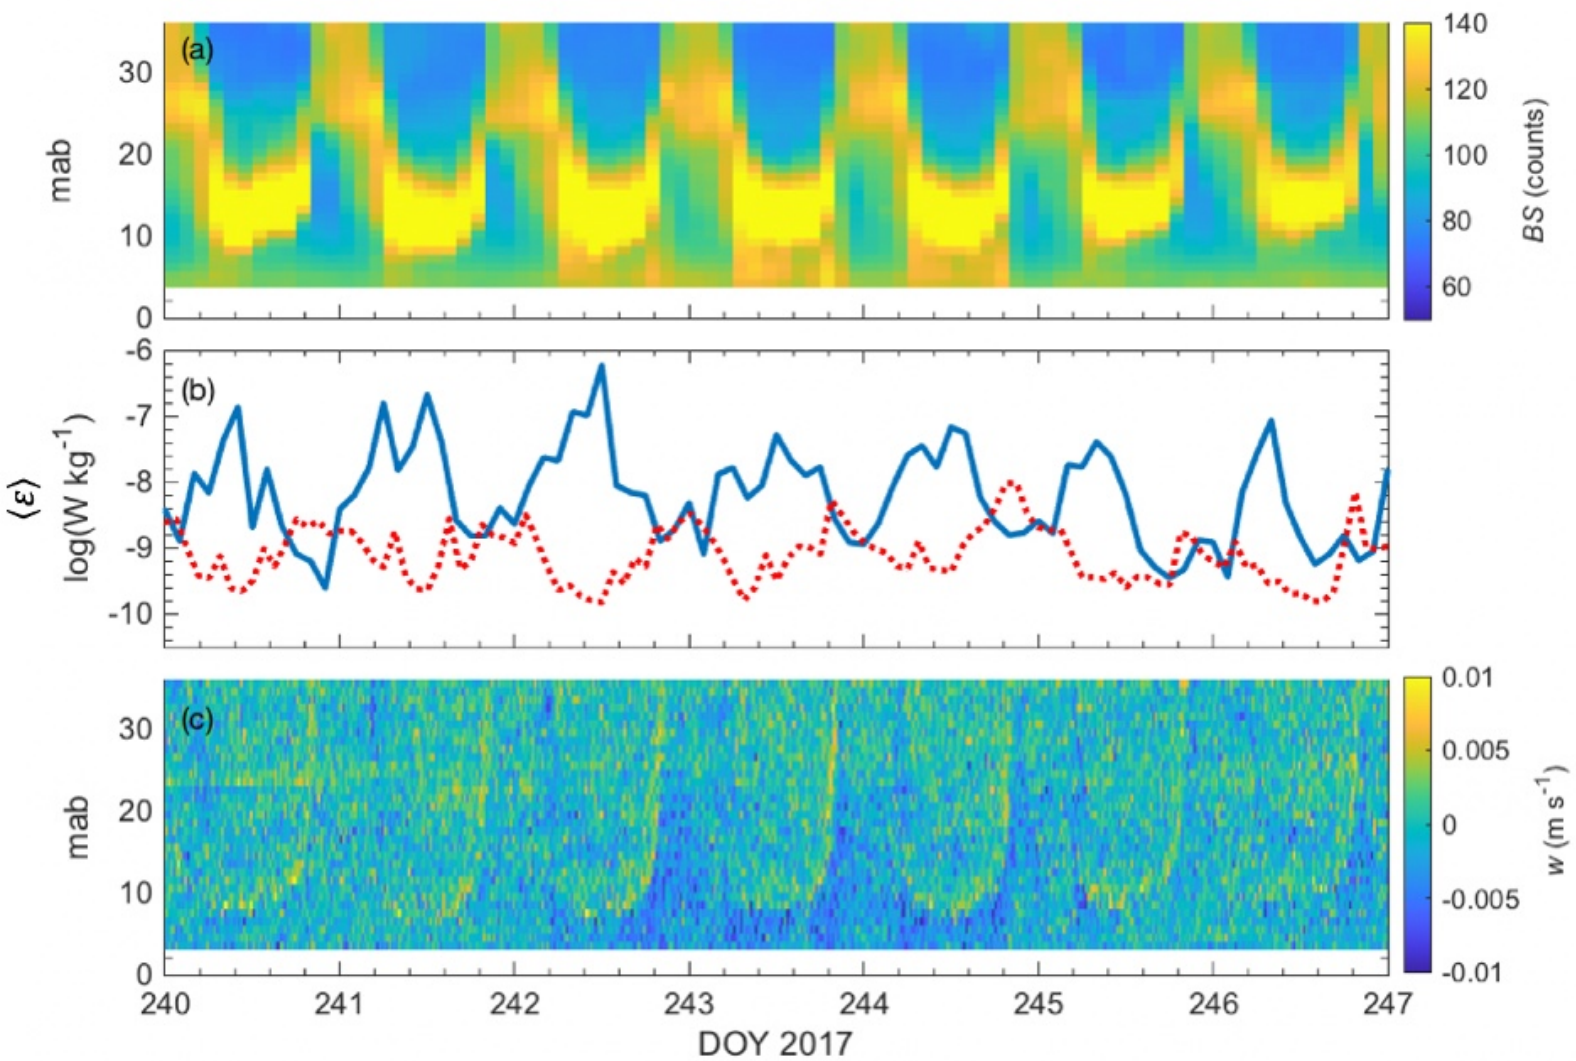 (a)
30
20
10
0
mab
140
120
100
80
60
BS (counts)
(b)
-6
-7
-8
-9
-10
⟨ε⟩
log(W kg-1)
(c)
30
20
10
0
mab
0.01
0.005
0
-0.005
-0.01
w (m s-1)
240 241 242 243 244 245 246 247
DOY 2017